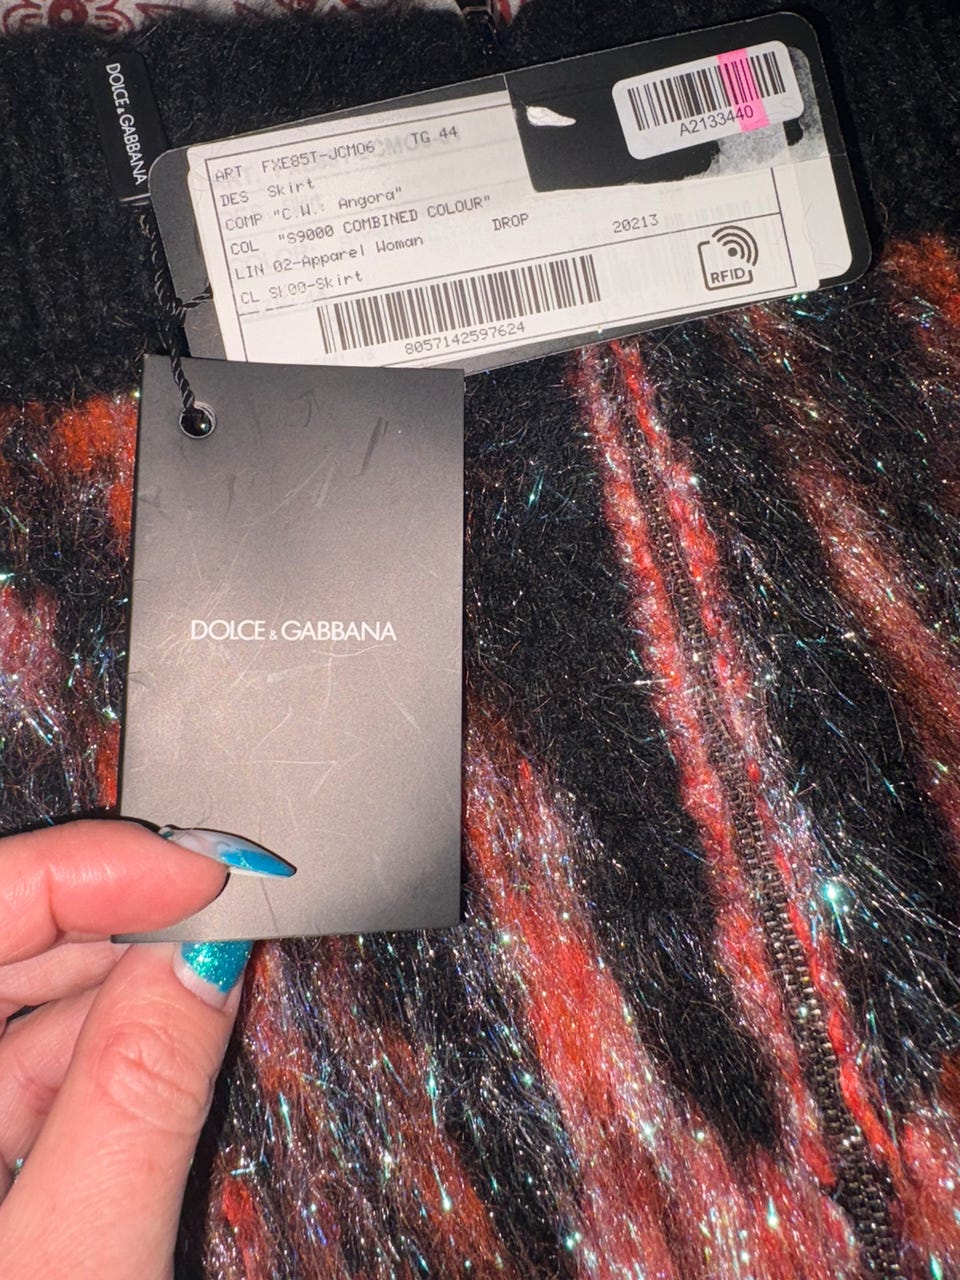 DOLCE & GABBANA
A2133440
ART FXE85T-JCMO6 TG 44
DES Skirt
COMP "C.W.: Angora"
COL "S9000 COMBINED COLOUR"
LIN 02-Apparel Woman DROP 20213
CL SK00-Skirt
RFID
8057142597624
DOLCE & GABBANA